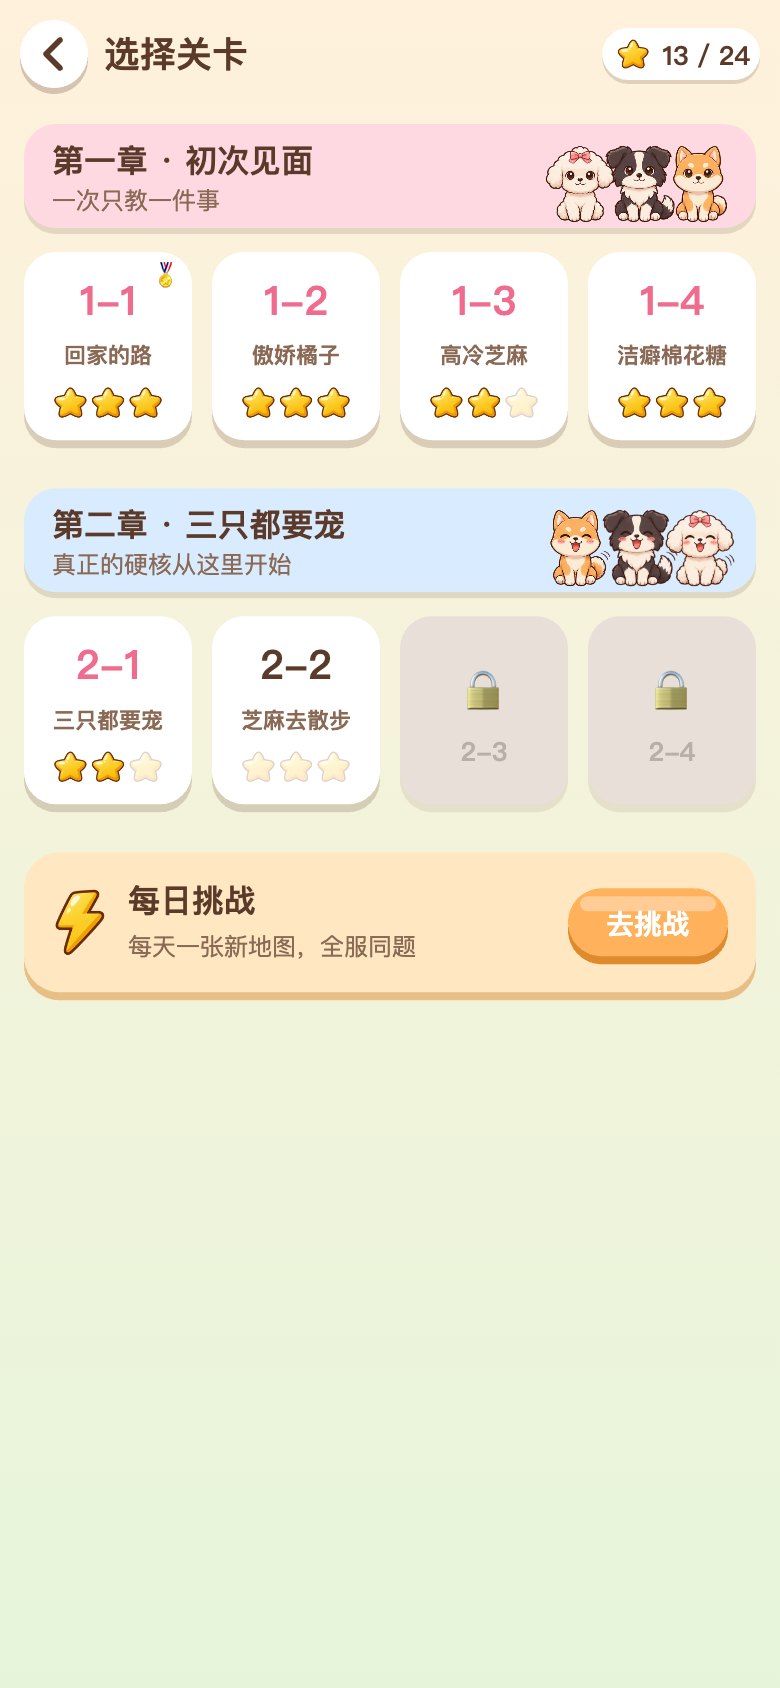 选择关卡
13 / 24
第一章 · 初次见面
一次只教一件事
1-1
1-2
1-3
1-4
回家的路
傲娇橘子
高冷芝麻
洁癖棉花糖
第二章 · 三只都要宠
真正的硬核从这里开始
2-1
2-2
三只都要宠
芝麻去散步
2-3
2-4
每日挑战
每天一张新地图，全服同题
去挑战